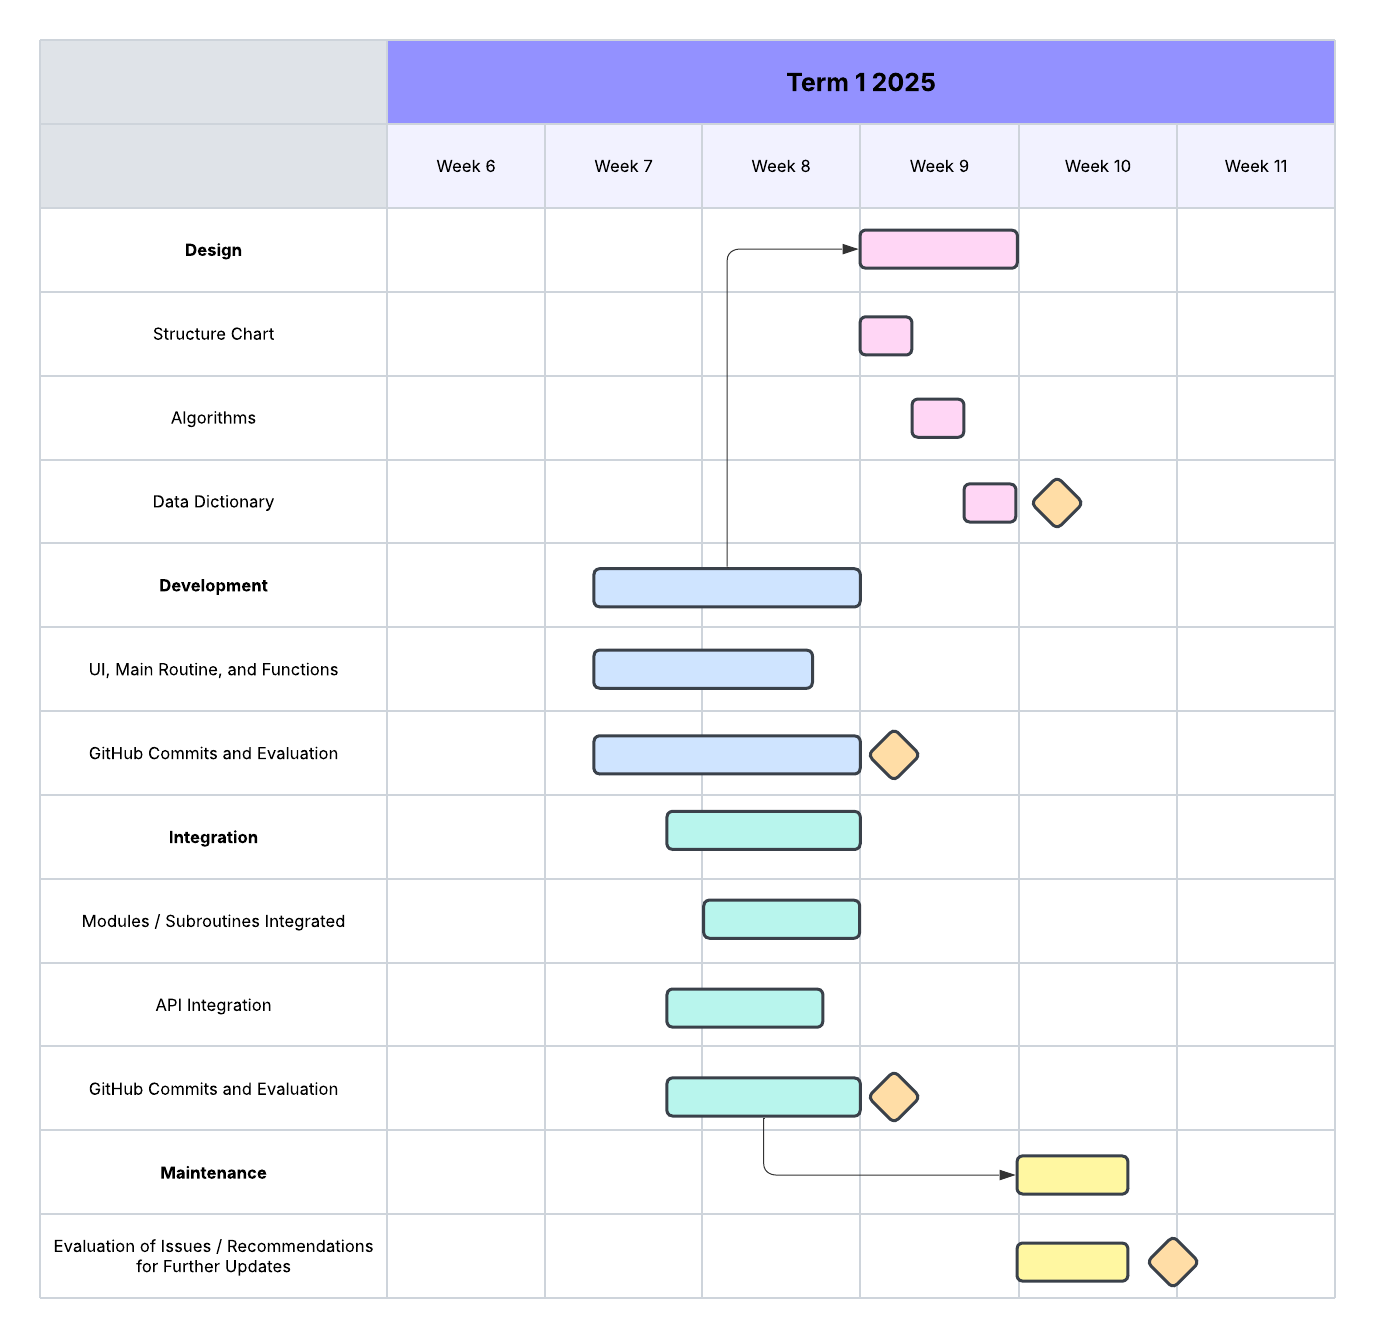 Term 1 2025
Week 6
Week 7
Week 8
Week 9
Week 10
Week 11
Design
Structure Chart
Algorithms
Data Dictionary
Development
UI, Main Routine, and Functions
GitHub Commits and Evaluation
Integration
Modules / Subroutines Integrated
API Integration
GitHub Commits and Evaluation
Maintenance
Evaluation of Issues / Recommendations
for Further Updates